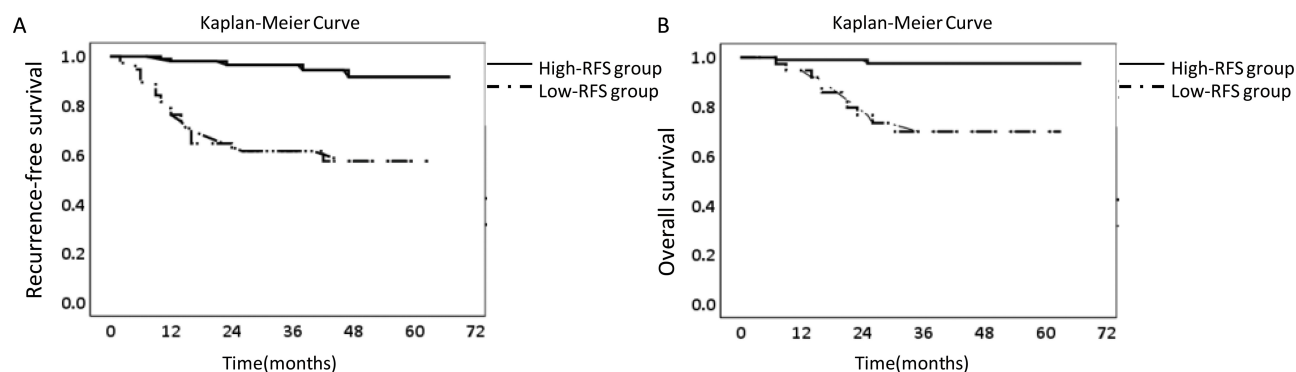 A
Kaplan-Meier Curve
Recurrence-free survival
1.0
0.8
0.6
0.4
0.2
0.0
0 12 24 36 48 60 72
Time(months)
High-RFS group
Low-RFS group
B
Kaplan-Meier Curve
Overall survival
1.0
0.8
0.6
0.4
0.2
0.0
0 12 24 36 48 60 72
Time(months)
High-RFS group
Low-RFS group